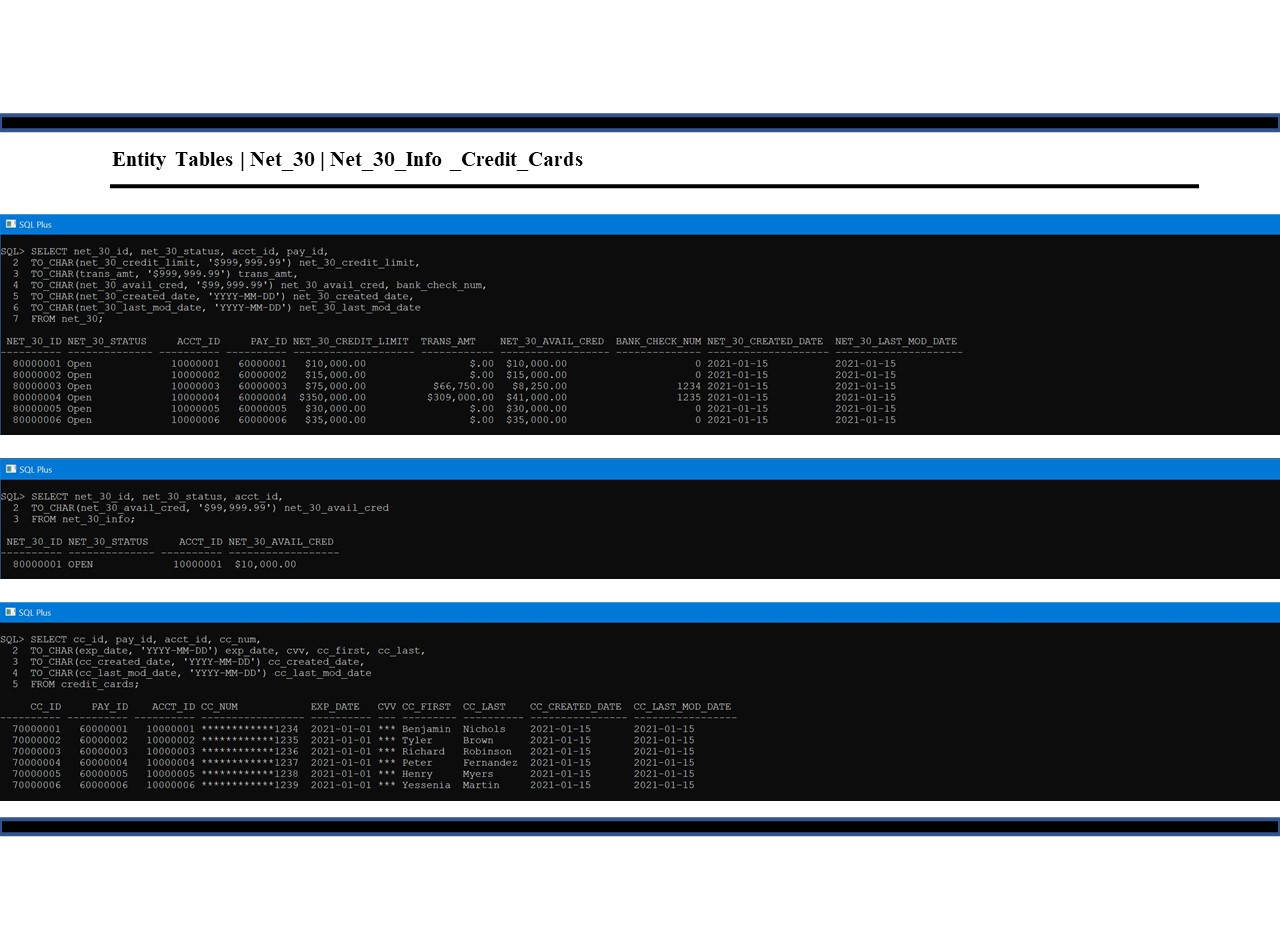 Entity Tables | Net_30 | Net_30_Info _Credit_Cards
SQL Plus
SQL> SELECT net_30_id, net_30_status, acct_id, pay_id,
2 TO_CHAR(net_30_credit_limit, '$999,999.99') net_30_credit_limit,
3 TO_CHAR(trans_amt, '$999,999.99') trans_amt,
4 TO_CHAR(net_30_avail_cred, '$99,999.99') net_30_avail_cred, bank_check_num,
5 TO_CHAR(net_30_created_date, 'YYYY-MM-DD') net_30_created_date,
6 TO_CHAR(net_30_last_mod_date, 'YYYY-MM-DD') net_30_last_mod_date
7 FROM net_30;
NET_30_ID NET_30_STATUS ACCT_ID PAY_ID NET_30_CREDIT_LIMIT TRANS_AMT NET_30_AVAIL_CRED BANK_CHECK_NUM NET_30_CREATED_DATE NET_30_LAST_MOD_DATE
80000001 Open 10000001 60000001 $10,000.00 $.00 $10,000.00 0 2021-01-15 2021-01-15
80000002 Open 10000002 60000002 $15,000.00 $.00 $15,000.00 0 2021-01-15 2021-01-15
80000003 Open 10000003 60000003 $75,000.00 $66,750.00 $8,250.00 1234 2021-01-15 2021-01-15
80000004 Open 10000004 60000004 $350,000.00 $309,000.00 $41,000.00 1235 2021-01-15 2021-01-15
80000005 Open 10000005 60000005 $30,000.00 $.00 $30,000.00 0 2021-01-15 2021-01-15
80000006 Open 10000006 60000006 $35,000.00 $.00 $35,000.00 0 2021-01-15 2021-01-15
SQL Plus
SQL> SELECT net_30_id, net_30_status, acct_id,
2 TO_CHAR(net_30_avail_cred, '$99,999.99') net_30_avail_cred
3 FROM net_30_info;
NET_30_ID NET_30_STATUS ACCT_ID NET_30_AVAIL_CRED
80000001 OPEN 10000001 $10,000.00
SQL Plus
SQL> SELECT cc_id, pay_id, acct_id, cc_num,
2 TO_CHAR(exp_date, 'YYYY-MM-DD') exp_date, cvv, cc_first, cc_last,
3 TO_CHAR(cc_created_date, 'YYYY-MM-DD') cc_created_date,
4 TO_CHAR(cc_last_mod_date, 'YYYY-MM-DD') cc_last_mod_date
5 FROM credit_cards;
CC_ID PAY_ID ACCT_ID CC_NUM EXP_DATE CVV CC_FIRST CC_LAST CC_CREATED_DATE CC_LAST_MOD_DATE
70000001 60000001 10000001 ************1234 2021-01-01 *** Benjamin Nichols 2021-01-15 2021-01-15
70000002 60000002 10000002 ************1235 2021-01-01 *** Tyler Brown 2021-01-15 2021-01-15
70000003 60000003 10000003 ************1236 2021-01-01 *** Richard Robinson 2021-01-15 2021-01-15
70000004 60000004 10000004 ************1237 2021-01-01 *** Peter Fernandez 2021-01-15 2021-01-15
70000005 60000005 10000005 ************1238 2021-01-01 *** Henry Myers 2021-01-15 2021-01-15
70000006 60000006 10000006 ************1239 2021-01-01 *** Yessenia Martin 2021-01-15 2021-01-15